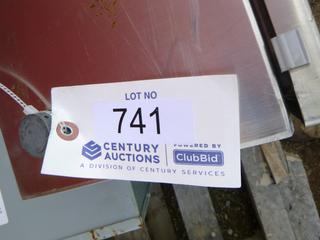 LOT NO
741
CENTURY
AUCTIONS
POWERED BY
ClubBid
A DIVISION OF CENTURY SERVICES